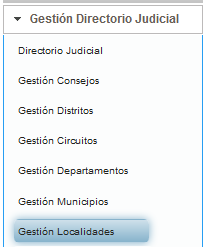 Gestión Directorio Judicial
Directorio Judicial
Gestión Consejos
Gestión Distritos
Gestión Circuitos
Gestión Departamentos
Gestión Municipios
Gestión Localidades